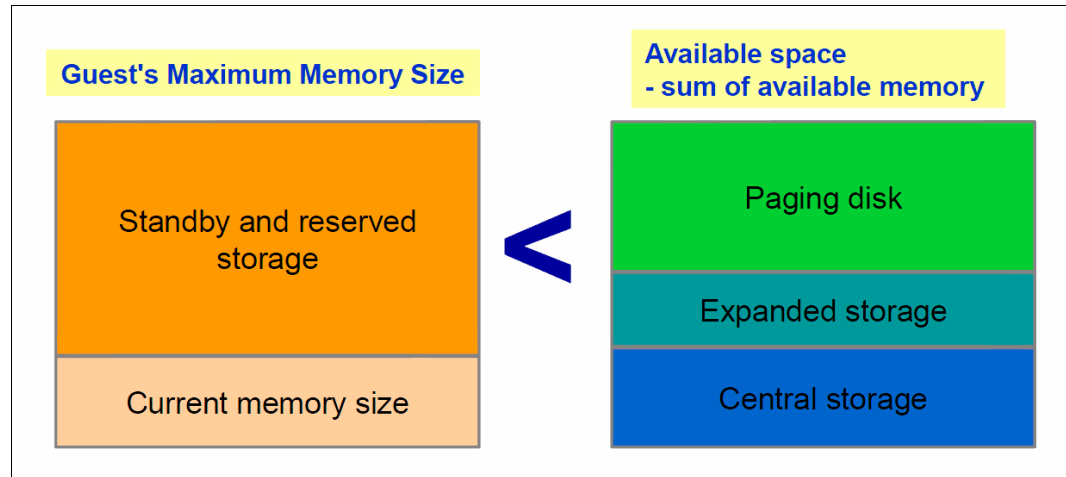 Guest's Maximum Memory Size
Available space
- sum of available memory
Standby and reserved
storage
Current memory size
<
Paging disk
Expanded storage
Central storage